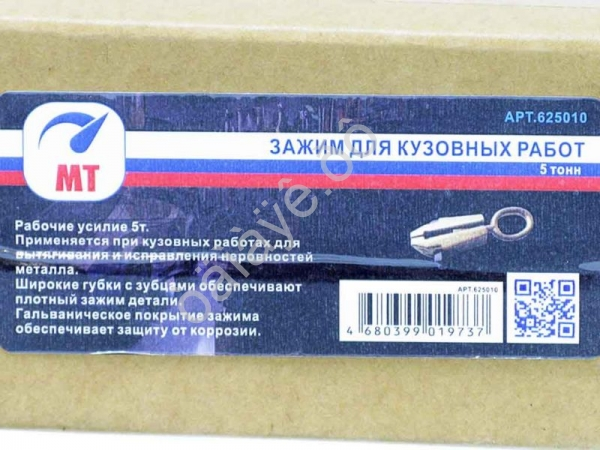 АРТ.625010
ЗАЖИМ ДЛЯ КУЗОВНЫХ РАБОТ
5 тонн
МТ
Рабочие усилие 5т.
Применяется при кузовных работах для
вытягивания и исправления неровностей
металла.
Широкие губки с зубцами обеспечивают
плотный зажим детали.
Гальваническое покрытие зажима
обеспечивает защиту от коррозии.
АРТ.625010
4 680399 019737